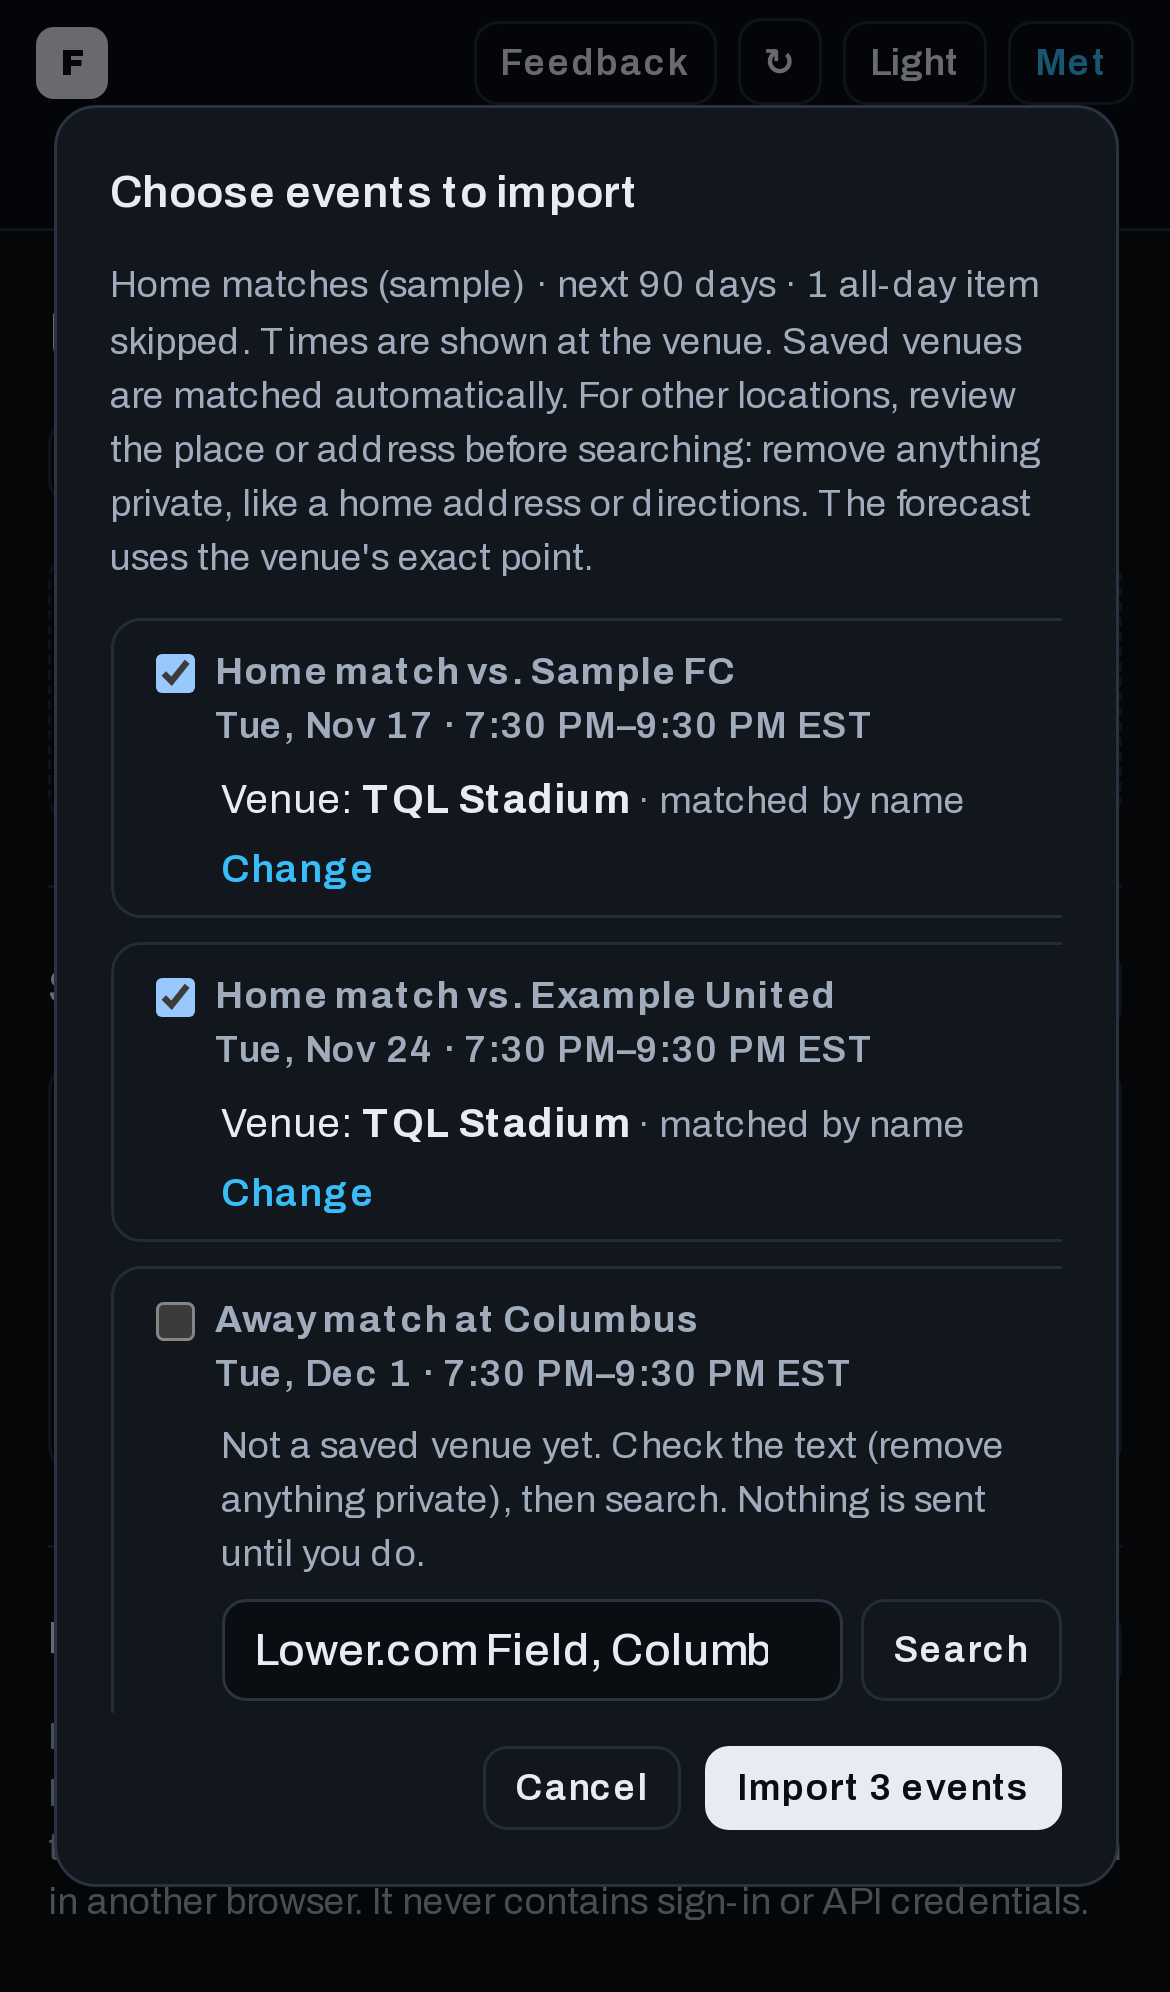 F
Feedback
↻
Light
Met
Choose events to import
Home matches (sample) · next 90 days · 1 all-day item
skipped. Times are shown at the venue. Saved venues
are matched automatically. For other locations, review
the place or address before searching: remove anything
private, like a home address or directions. The forecast
uses the venue's exact point.
Home match vs. Sample FC
Tue, Nov 17 · 7:30 PM–9:30 PM EST
Venue: TQL Stadium · matched by name
Change
Home match vs. Example United
Tue, Nov 24 · 7:30 PM–9:30 PM EST
Venue: TQL Stadium · matched by name
Change
Away match at Columbus
Tue, Dec 1 · 7:30 PM–9:30 PM EST
Not a saved venue yet. Check the text (remove
anything private), then search. Nothing is sent
until you do.
Lower.com Field, Columb
Search
Cancel
Import 3 events
in another browser. It never contains sign-in or API credentials.